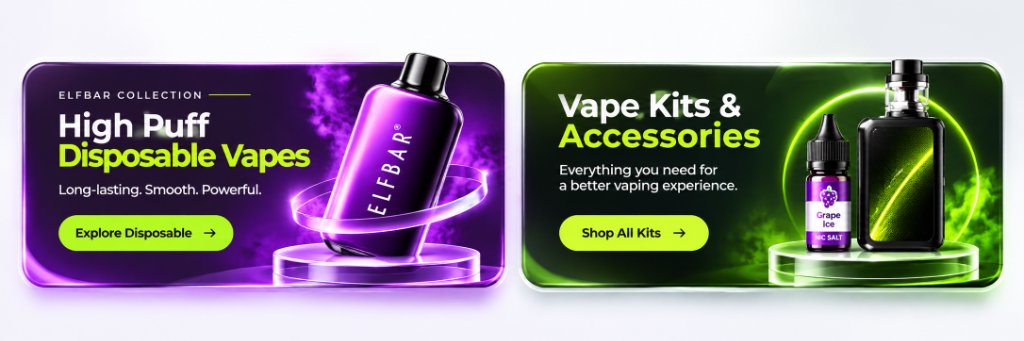 ELFBAR COLLECTION
High Puff
Disposable Vapes
Long-lasting. Smooth. Powerful.
Explore Disposable
ELFBAR®
Vape Kits &
Accessories
Everything you need for
a better vaping experience.
Shop All Kits
Grape
Ice
NIC SALT